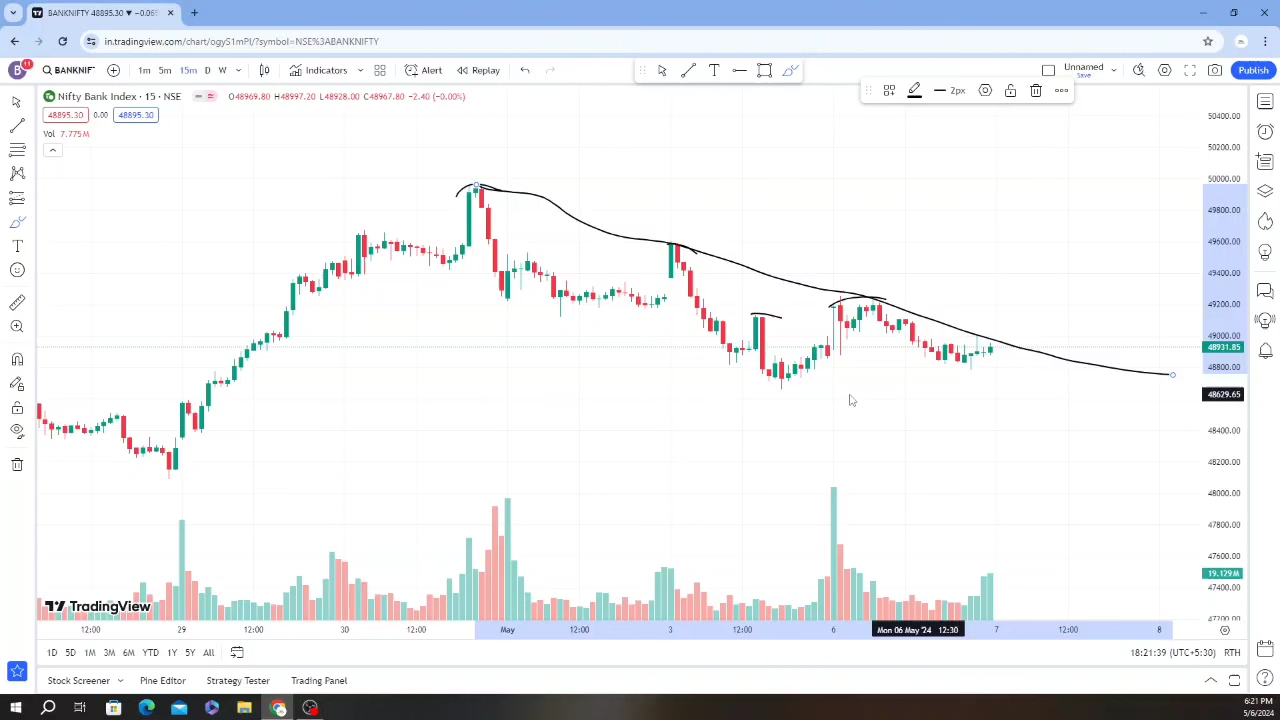 BANKNIFTY 48895.30 ▼ −0.06%
in.tradingview.com/chart/ogyS1mPl/?symbol=NSE%3ABANKNIFTY
B 11 BANKNIF 1m 5m 15m D W Indicators Alert Replay T Unnamed Save Publish
2px
Nifty Bank Index · 15 · NSE O48969.80 H48997.20 L48928.00 C48967.80 −2.40 (−0.00%)
48895.30 0.00 48895.30
Vol 7.775M
50400.00
50200.00
50000.00
49800.00
49600.00
49400.00
49200.00
49000.00
48931.85
48800.00
48629.65
48400.00
48200.00
48000.00
47800.00
47600.00
19.129M
47400.00
47200.00
TradingView
12:00 29 12:00 30 12:00 May 12:00 3 12:00 6 Mon 06 May '24 12:30 7 12:00 8
1D 5D 1M 3M 6M YTD 1Y 5Y All 18:21:39 (UTC+5:30) RTH
Stock Screener Pine Editor Strategy Tester Trading Panel
6:21 PM
5/6/2024